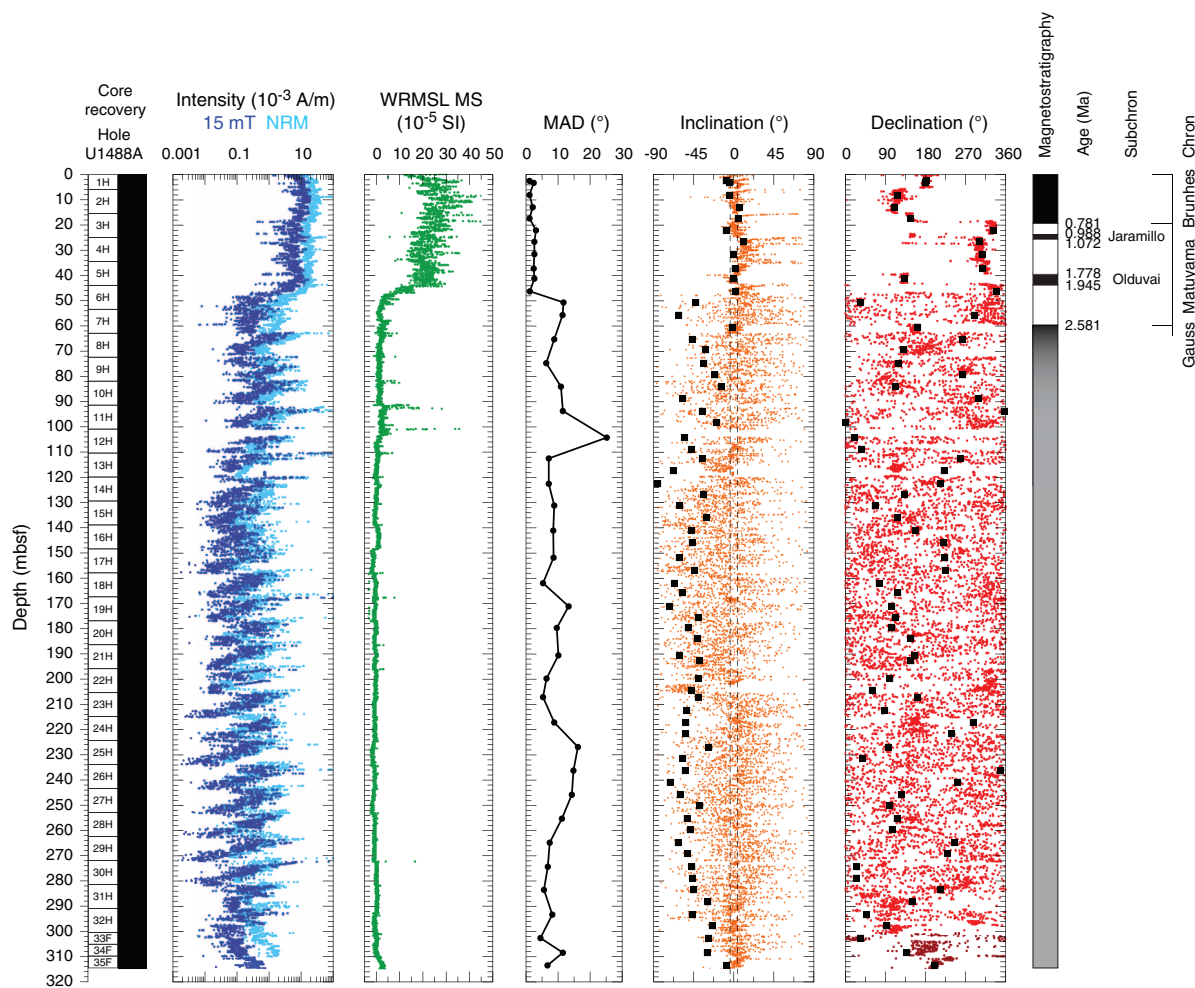 Core
recovery
Hole
U1488A
Intensity (10-3 A/m)
15 mT NRM
0.001 0.1 10
WRMSL MS
(10-5 SI)
0 10 20 30 40 50
MAD (°)
0 10 20 30
Inclination (°)
-90 -45 0 45 90
Declination (°)
0 90 180 270 360
Magnetostratigraphy
Age (Ma)
Subchron
Chron
Depth (mbsf)
0
10
20
30
40
50
60
70
80
90
100
110
120
130
140
150
160
170
180
190
200
210
220
230
240
250
260
270
280
290
300
310
320
1H
2H
3H
4H
5H
6H
7H
8H
9H
10H
11H
12H
13H
14H
15H
16H
17H
18H
19H
20H
21H
22H
23H
24H
25H
26H
27H
28H
29H
30H
31H
32H
33F
34F
35F
0.781
0.988
1.072
1.778
1.945
2.581
Jaramillo
Olduvai
Brunhes
Matuyama
Gauss